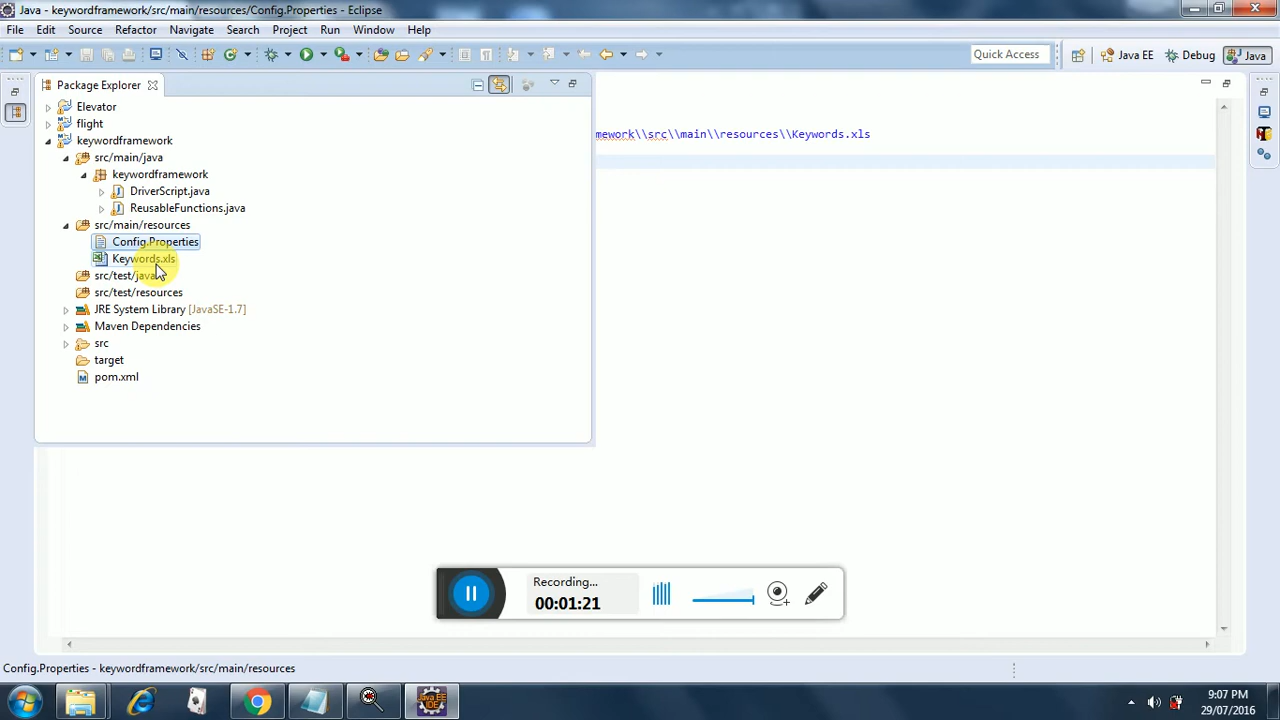 Java - keywordframework/src/main/resources/Config.Properties - Eclipse
File Edit Source Refactor Navigate Search Project Run Window Help
Quick Access
Java EE
Debug
Java
Package Explorer
Elevator
flight
keywordframework
src/main/java
keywordframework
DriverScript.java
ReusableFunctions.java
src/main/resources
Config.Properties
Keywords.xls
src/test/java
src/test/resources
JRE System Library [JavaSE-1.7]
Maven Dependencies
src
target
pom.xml
mework\\src\\main\\resources\\Keywords.xls
Recording...
00:01:21
Config.Properties - keywordframework/src/main/resources
Java EE
IDE
9:07 PM
29/07/2016